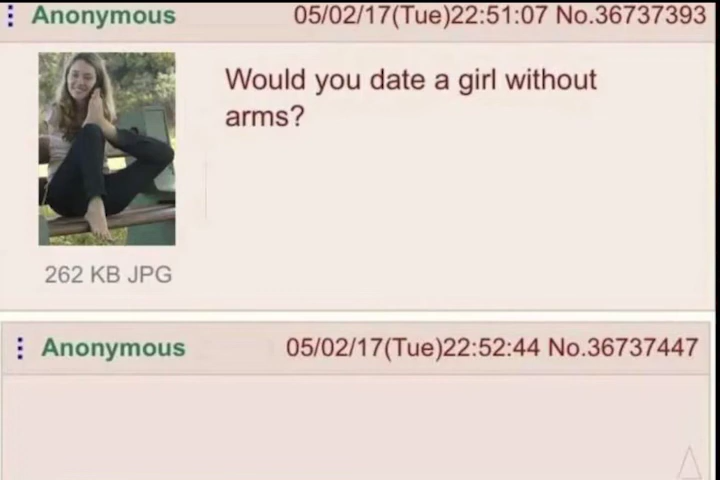 Anonymous 05/02/17(Tue)22:51:07 No.36737393
Would you date a girl without
arms?
262 KB JPG
Anonymous 05/02/17(Tue)22:52:44 No.36737447